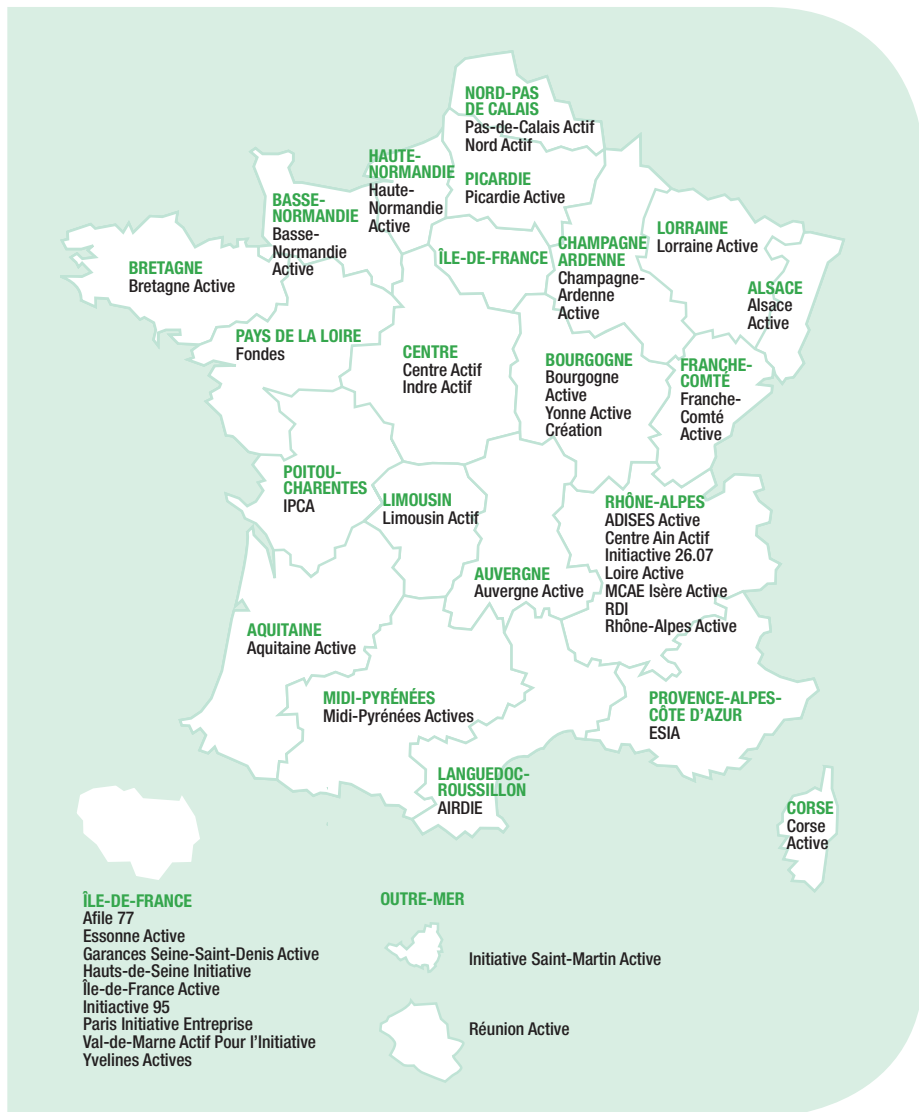 NORD-PAS
DE CALAIS
Pas-de-Calais Actif
Nord Actif
HAUTE-
NORMANDIE
Haute-
Normandie
Active
PICARDIE
Picardie Active
BASSE-
NORMANDIE
Basse-
Normandie
Active
ÎLE-DE-FRANCE
CHAMPAGNE
ARDENNE
Champagne-
Ardenne
Active
LORRAINE
Lorraine Active
BRETAGNE
Bretagne Active
ALSACE
Alsace
Active
PAYS DE LA LOIRE
Fondes
CENTRE
Centre Actif
Indre Actif
BOURGOGNE
Bourgogne
Active
Yonne Active
Création
FRANCHE-
COMTÉ
Franche-
Comté
Active
POITOU-
CHARENTES
IPCA
LIMOUSIN
Limousin Actif
RHÔNE-ALPES
ADISES Active
Centre Ain Actif
Initiactive 26.07
Loire Active
MCAE Isère Active
RDI
Rhône-Alpes Active
AUVERGNE
Auvergne Active
AQUITAINE
Aquitaine Active
MIDI-PYRÉNÉES
Midi-Pyrénées Actives
PROVENCE-ALPES-
CÔTE D’AZUR
ESIA
LANGUEDOC-
ROUSSILLON
AIRDIE
CORSE
Corse
Active
ÎLE-DE-FRANCE
Afile 77
Essonne Active
Garances Seine-Saint-Denis Active
Hauts-de-Seine Initiative
Île-de-France Active
Initiactive 95
Paris Initiative Entreprise
Val-de-Marne Actif Pour l’Initiative
Yvelines Actives
OUTRE-MER
Initiative Saint-Martin Active
Réunion Active